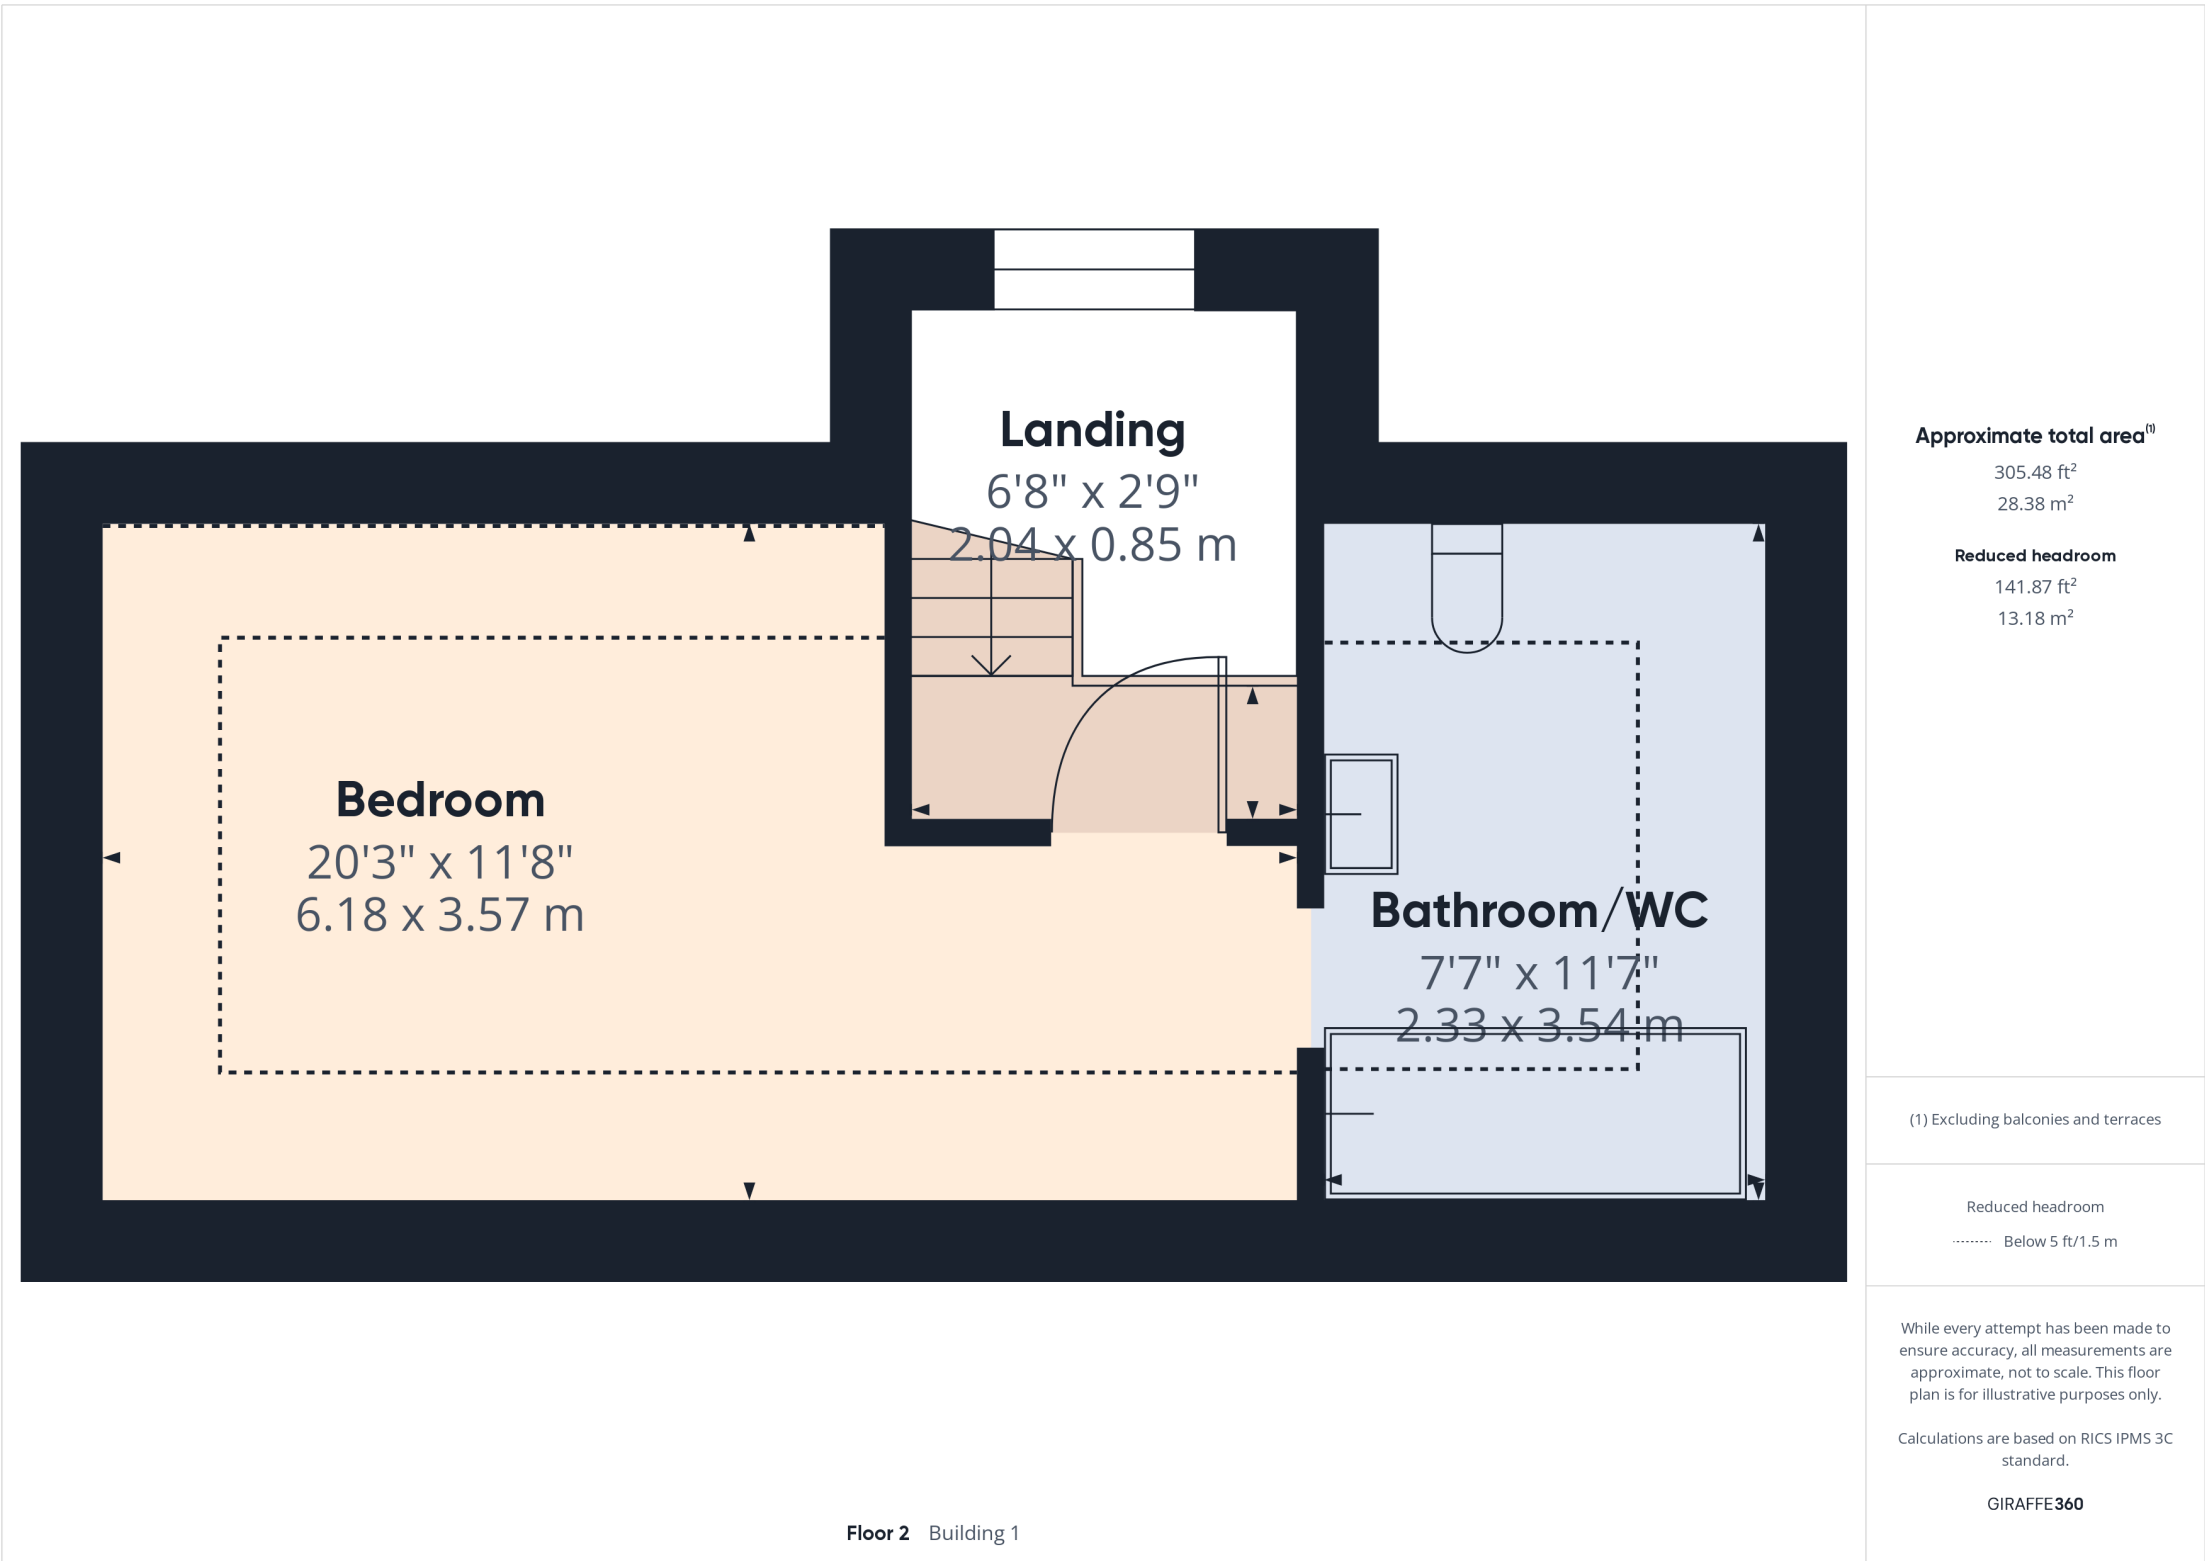 Landing
6'8" x 2'9"
2.04 x 0.85 m
Bedroom
20'3" x 11'8"
6.18 x 3.57 m
Bathroom/WC
7'7" x 11'7"
2.33 x 3.54 m
Floor 2 Building 1
Approximate total area⁽¹⁾
305.48 ft²
28.38 m²
Reduced headroom
141.87 ft²
13.18 m²
(1) Excluding balconies and terraces
Reduced headroom
Below 5 ft/1.5 m
While every attempt has been made to
ensure accuracy, all measurements are
approximate, not to scale. This floor
plan is for illustrative purposes only.
Calculations are based on RICS IPMS 3C
standard.
GIRAFFE360